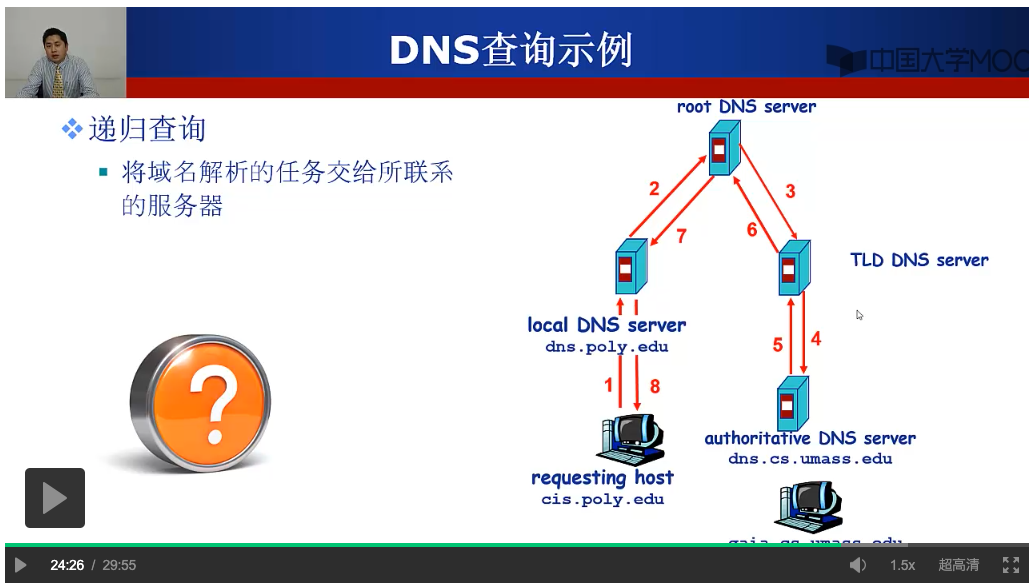 DNS查询示例
中国大学MOO
递归查询
将域名解析的任务交给所联系
的服务器
root DNS server
2
3
7
6
TLD DNS server
local DNS server
dns.poly.edu
5
4
1
8
authoritative DNS server
dns.cs.umass.edu
requesting host
cis.poly.edu
gaia.cs.umass.edu
24:26 / 29:55
1.5x
超高清